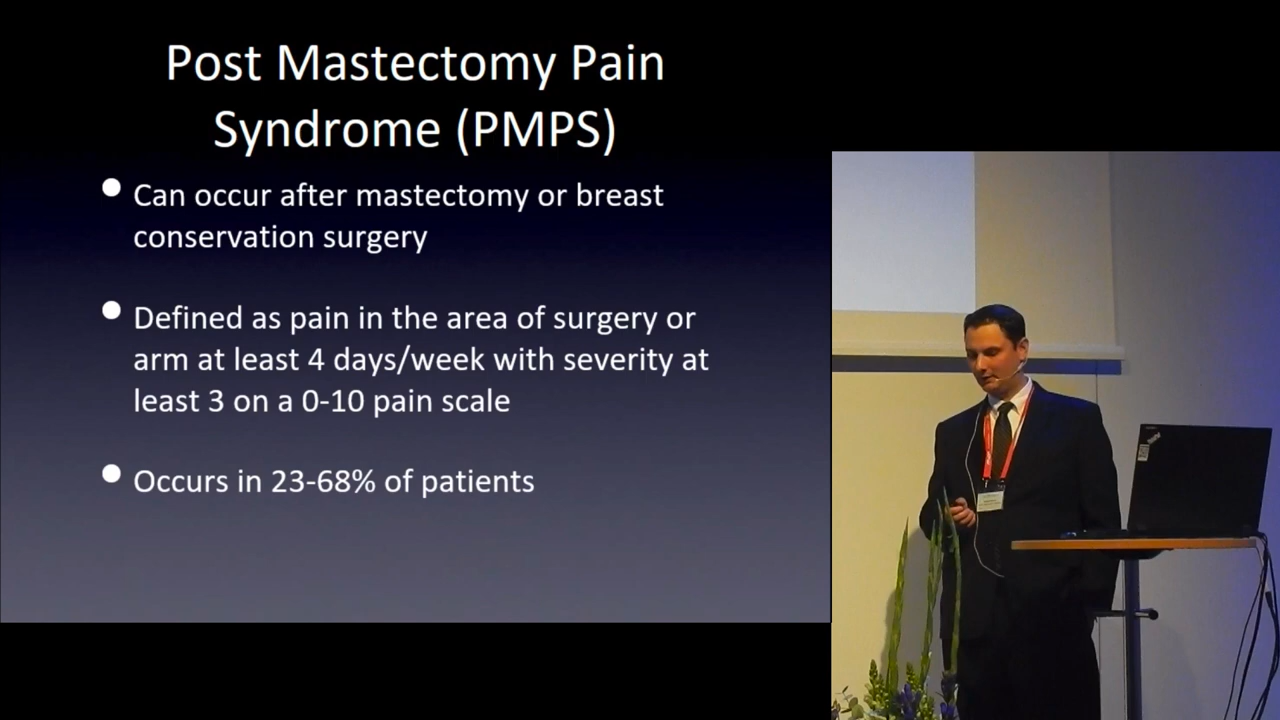 Post Mastectomy Pain
Syndrome (PMPS)
Can occur after mastectomy or breast
conservation surgery
Defined as pain in the area of surgery or
arm at least 4 days/week with severity at
least 3 on a 0-10 pain scale
Occurs in 23-68% of patients